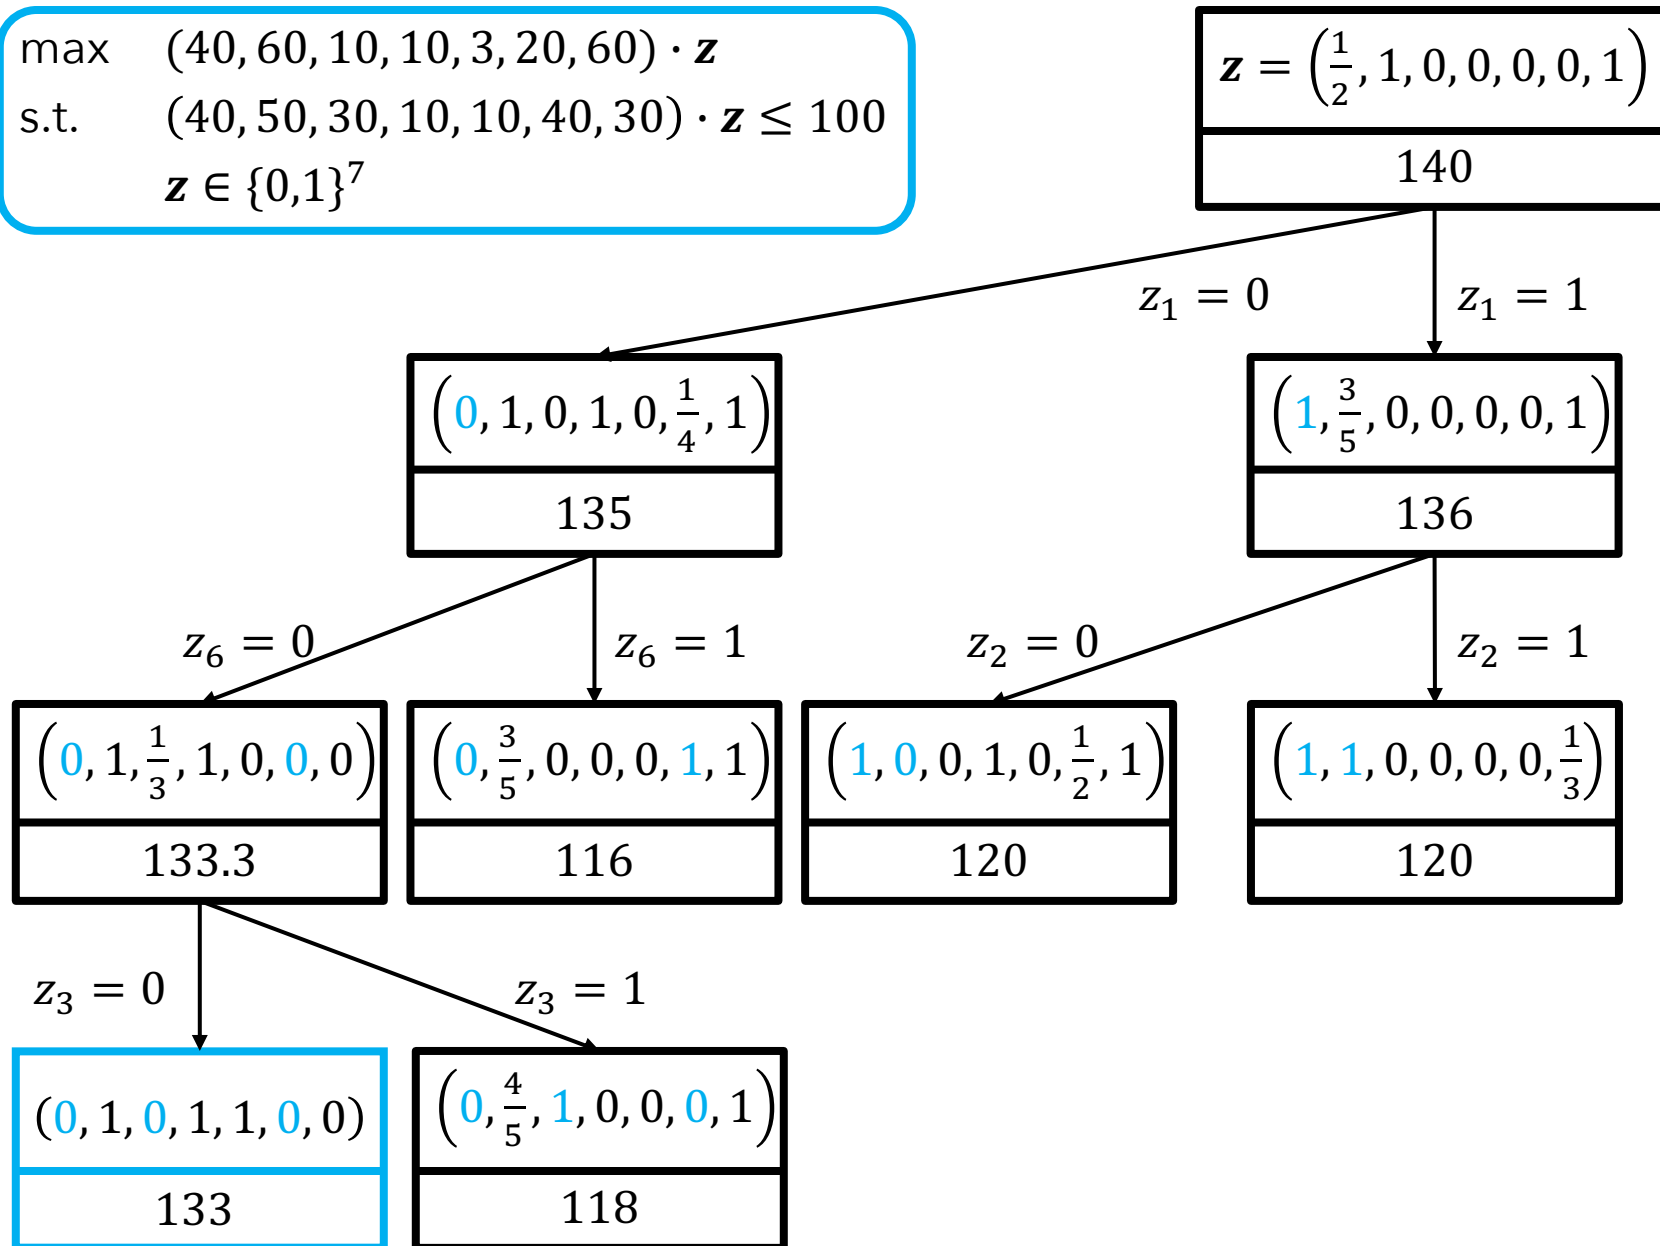 max (40, 60, 10, 10, 3, 20, 60) · z
s.t. (40, 50, 30, 10, 10, 40, 30) · z ≤ 100
z ∈ {0,1}⁷
z = (1/2, 1, 0, 0, 0, 0, 1)
140
z₁ = 0
z₁ = 1
(0, 1, 0, 1, 0, 1/4, 1)
135
(1, 3/5, 0, 0, 0, 0, 1)
136
z₆ = 0
z₆ = 1
z₂ = 0
z₂ = 1
(0, 1, 1/3, 1, 0, 0, 0)
133.3
(0, 3/5, 0, 0, 0, 1, 1)
116
(1, 0, 0, 1, 0, 1/2, 1)
120
(1, 1, 0, 0, 0, 0, 1/3)
120
z₃ = 0
z₃ = 1
(0, 1, 0, 1, 1, 0, 0)
133
(0, 4/5, 1, 0, 0, 0, 1)
118